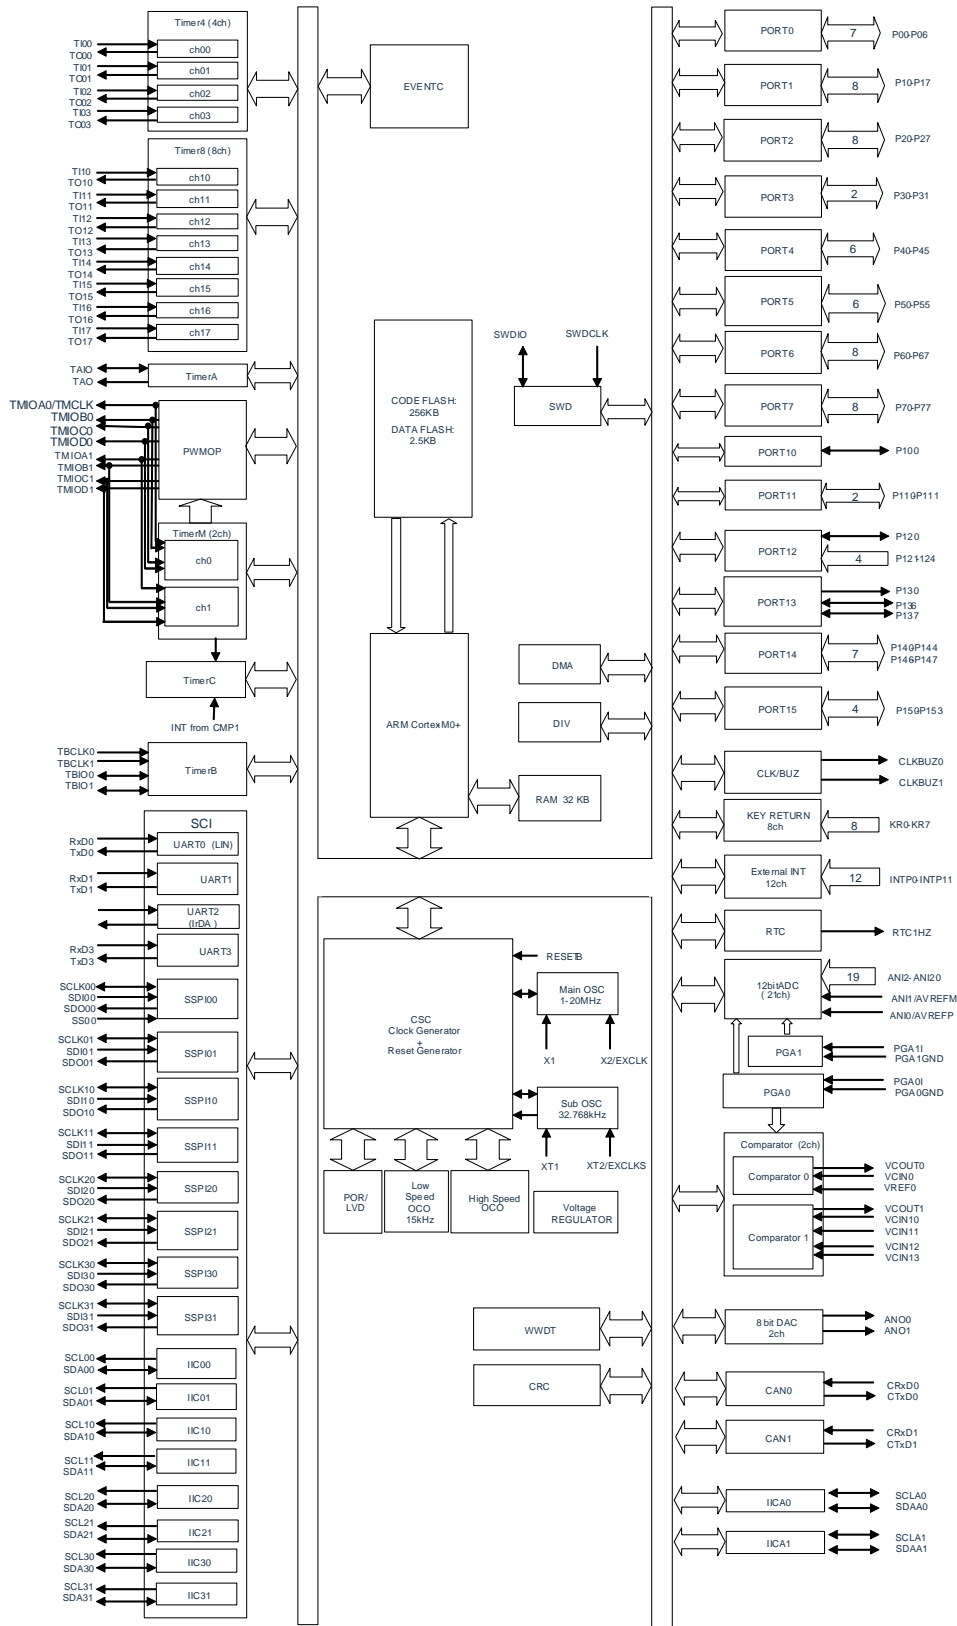 Timer4 (4ch)
TI00
TO00
ch00
TI01
TO01
ch01
TI02
TO02
ch02
TI03
TO03
ch03
Timer8 (8ch)
TI10
TO10
ch10
TI11
TO11
ch11
TI12
TO12
ch12
TI13
TO13
ch13
TI14
TO14
ch14
TI15
TO15
ch15
TI16
TO16
ch16
TI17
TO17
ch17
TAIO
TAO
TimerA
TMIOA0/TMCLK
TMIOB0
TMIOC0
TMIOD0
TMIOA1
TMIOB1
TMIOC1
TMIOD1
PWMOP
TimerM (2ch)
ch0
ch1
TimerC
INT from CMP1
TBCLK0
TBCLK1
TBIO0
TBIO1
TimerB
SCI
RxD0
TxD0
UART0 (LIN)
RxD1
TxD1
UART1
UART2
(IrDA )
RxD3
TxD3
UART3
SCLK00
SDI00
SDO00
SS00
SSPI00
SCLK01
SDI01
SDO01
SSPI01
SCLK10
SDI10
SDO10
SSPI10
SCLK11
SDI11
SDO11
SSPI11
SCLK20
SDI20
SDO20
SSPI20
SCLK21
SDI21
SDO21
SSPI21
SCLK30
SDI30
SDO30
SSPI30
SCLK31
SDI31
SDO31
SSPI31
SCL00
SDA00
IIC00
SCL01
SDA01
IIC01
SCL10
SDA10
IIC10
SCL11
SDA11
IIC11
SCL20
SDA20
IIC20
SCL21
SDA21
IIC21
SCL30
SDA30
IIC30
SCL31
SDA31
IIC31
EVENTC
CODE FLASH:
256KB
DATA FLASH:
2.5KB
SWDIO
SWDCLK
SWD
ARM CortexM0+
DMA
DIV
RAM 32 KB
CSC
Clock Generator
+
Reset Generator
RESETB
Main OSC
1-20MHz
X1
X2/EXCLK
Sub OSC
32.768kHz
XT1
XT2/EXCLKS
POR/
LVD
Low
Speed
OCO
15kHz
High Speed
OCO
Voltage
REGULATOR
WWDT
CRC
PORT0
7
P00-P06
PORT1
8
P10-P17
PORT2
8
P20-P27
PORT3
2
P30-P31
PORT4
6
P40-P45
PORT5
6
P50-P55
PORT6
8
P60-P67
PORT7
8
P70-P77
PORT10
P100
PORT11
2
P110-P111
PORT12
P120
4
P121-124
PORT13
P130
P136
P137
PORT14
7
P140-P144
P146-P147
PORT15
4
P150-P153
CLK/BUZ
CLKBUZ0
CLKBUZ1
KEY RETURN
8ch
8
KR0-KR7
External INT
12ch
12
INTP0-INTP11
RTC
RTC1HZ
12bitADC
(21ch)
19
ANI2-ANI20
ANI1/AVREFM
ANI0/AVREFP
PGA1
PGA1I
PGA1GND
PGA0
PGA0I
PGA0GND
Comparator (2ch)
Comparator 0
VCOUT0
VCIN0
VREF0
Comparator 1
VCOUT1
VCIN10
VCIN11
VCIN12
VCIN13
8 bit DAC
2ch
ANO0
ANO1
CAN0
CRxD0
CTxD0
CAN1
CRxD1
CTxD1
IICA0
SCLA0
SDAA0
IICA1
SCLA1
SDAA1